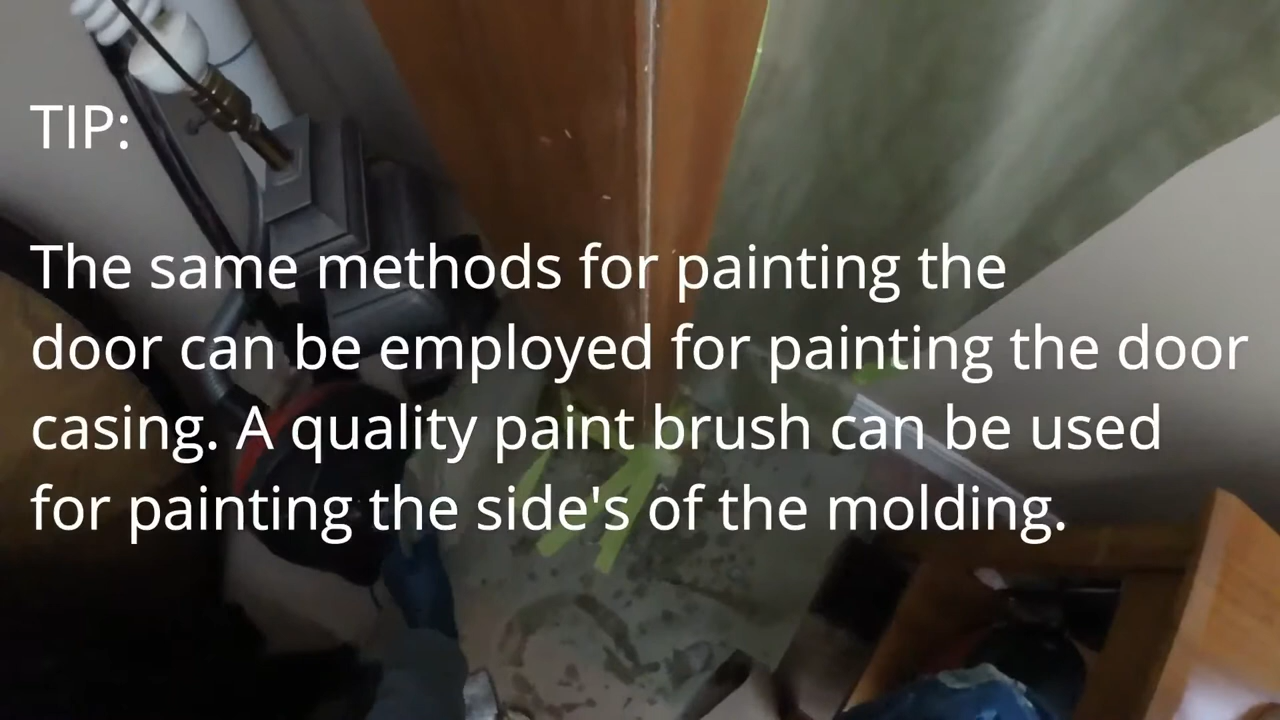 TIP:
The same methods for painting the
door can be employed for painting the door
casing. A quality paint brush can be used
for painting the side's of the molding.